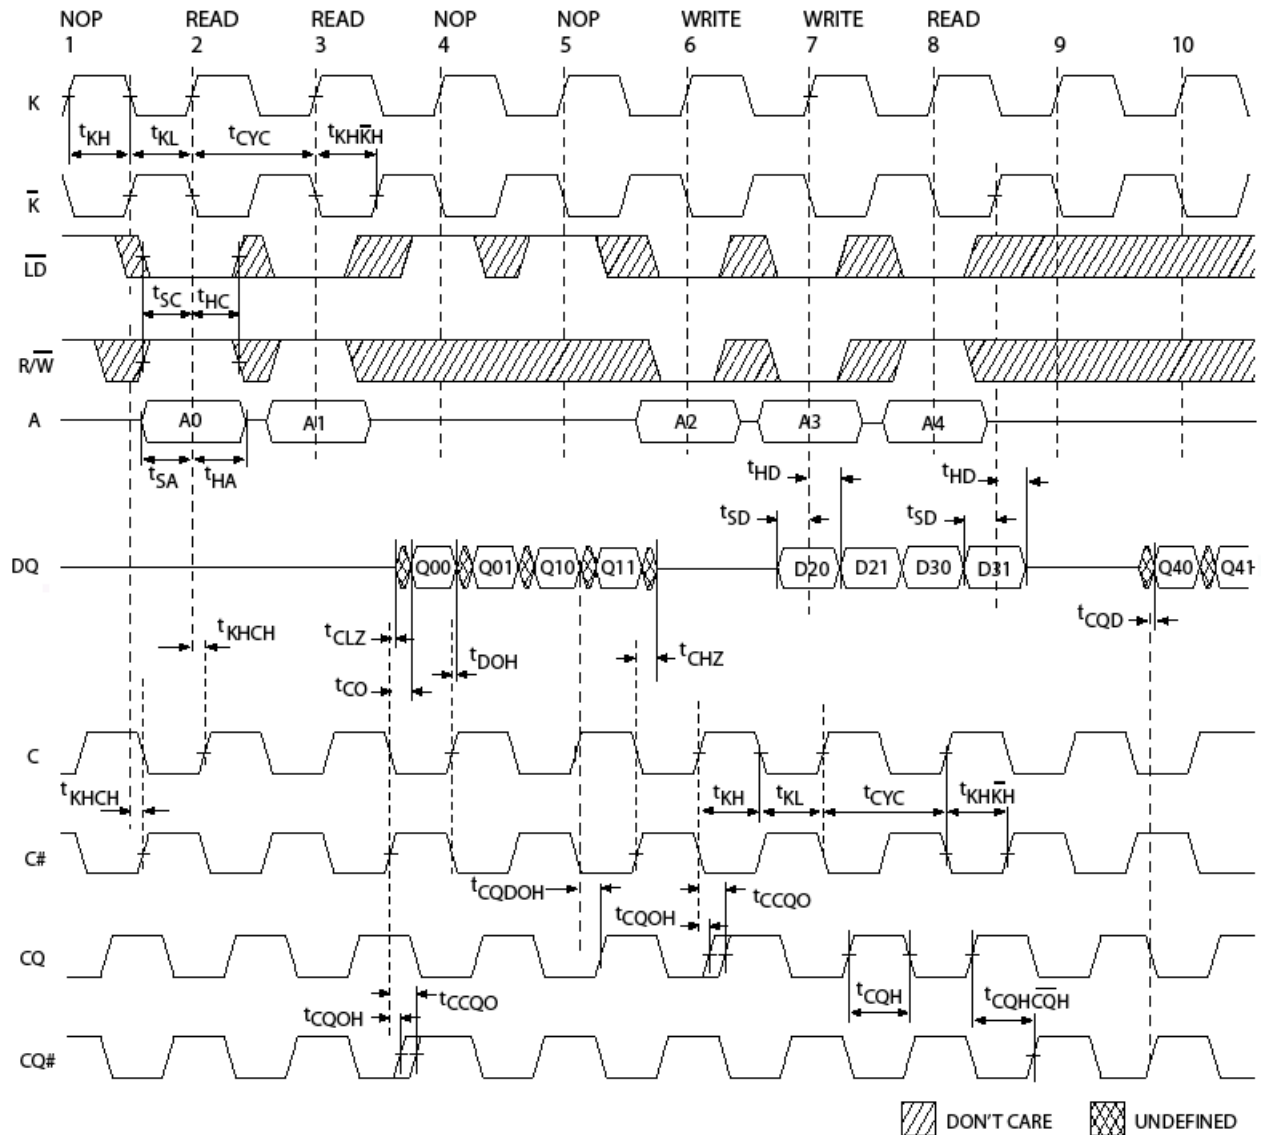 NOP READ READ NOP NOP WRITE WRITE READ
1 2 3 4 5 6 7 8 9 10
K
tKH tKL tCYC tKHK̅H
K̅
L̅D̅
tSC tHC
R/W̅
A A0 A1 A2 A3 A4
tSA tHA tHD tHD
tSD tSD
DQ Q00 Q01 Q10 Q11 D20 D21 D30 D31 Q40 Q41
tKHCH tCLZ tDOH tCHZ tCQD
tCO
C
tKHCH tKH tKL tCYC tKHK̅H
C#
tCQDOH tCQOH tCCQO
CQ
tCQOH tCCQO tCQH tCQHC̅Q̅H
CQ#
DON'T CARE UNDEFINED